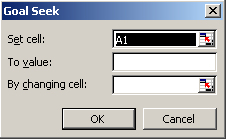 Goal Seek
Set cell: A1
To value:
By changing cell:
OK Cancel